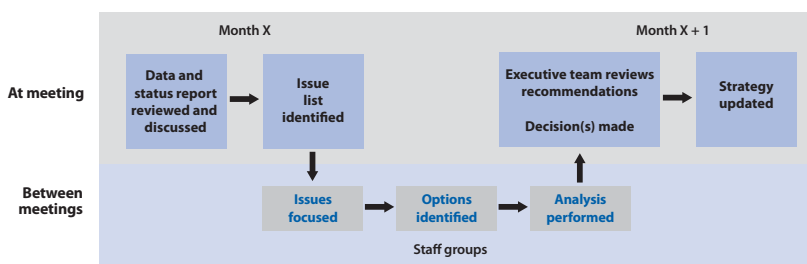 Month X
Month X + 1
At meeting
Data and
status report
reviewed and
discussed
Issue
list
identified
Executive team reviews
recommendations
Decision(s) made
Strategy
updated
Between
meetings
Issues
focused
Options
identified
Analysis
performed
Staff groups